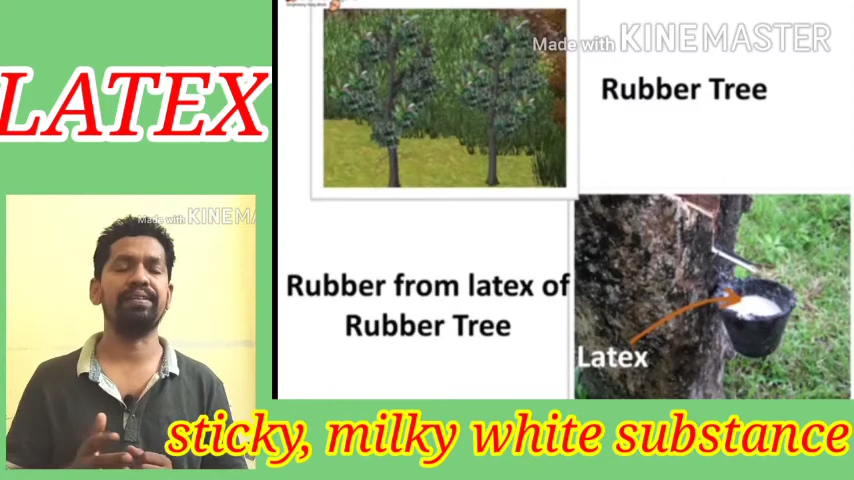 LATEX
Made with KINEMASTER
Rubber Tree
Made with KINEMA
Rubber from latex of
Rubber Tree
Latex
sticky, milky white substance